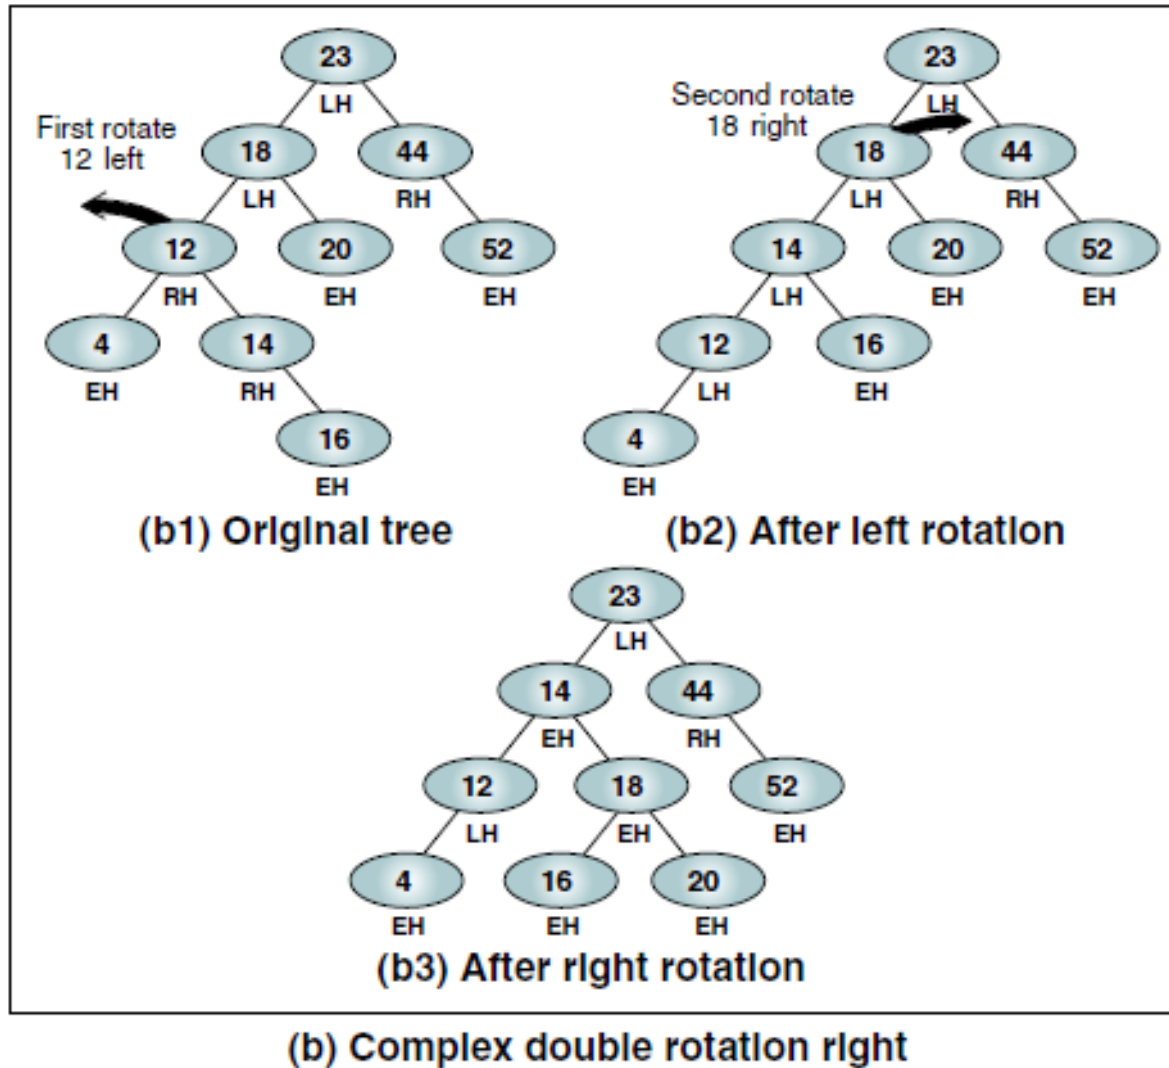 23
LH
First rotate
12 left
18
44
LH
RH
12
20
52
RH
EH
EH
4
14
EH
RH
16
EH
(b1) Original tree
23
LH
Second rotate
18 right
18
44
LH
RH
14
20
52
LH
EH
EH
12
16
LH
EH
4
EH
(b2) After left rotation
23
LH
14
44
EH
RH
12
18
52
LH
EH
EH
4
16
20
EH
EH
EH
(b3) After right rotation
(b) Complex double rotation right